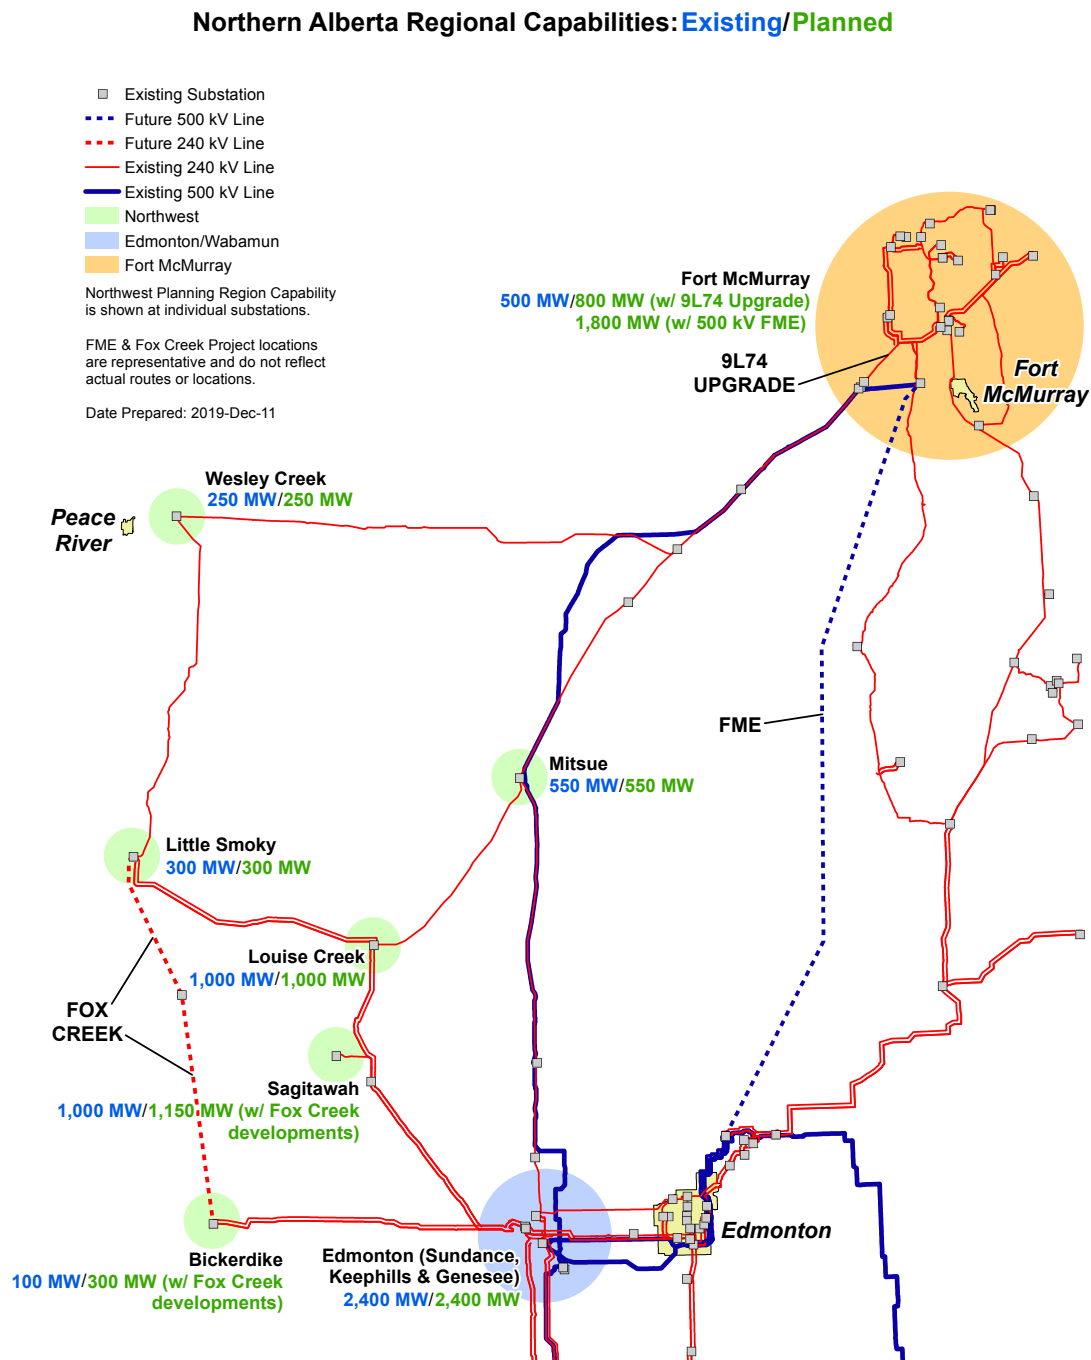 Northern Alberta Regional Capabilities: Existing/Planned
Existing Substation
Future 500 kV Line
Future 240 kV Line
Existing 240 kV Line
Existing 500 kV Line
Northwest
Edmonton/Wabamun
Fort McMurray
Northwest Planning Region Capability
is shown at individual substations.
FME & Fox Creek Project locations
are representative and do not reflect
actual routes or locations.
Date Prepared: 2019-Dec-11
Fort McMurray
500 MW/800 MW (w/ 9L74 Upgrade)
1,800 MW (w/ 500 kV FME)
9L74
UPGRADE
Fort
McMurray
Wesley Creek
250 MW/250 MW
Peace
River
FME
Mitsue
550 MW/550 MW
Little Smoky
300 MW/300 MW
Louise Creek
1,000 MW/1,000 MW
FOX
CREEK
Sagitawah
1,000 MW/1,150 MW (w/ Fox Creek
developments)
Edmonton
Bickerdike
100 MW/300 MW (w/ Fox Creek
developments)
Edmonton (Sundance,
Keephills & Genesee)
2,400 MW/2,400 MW